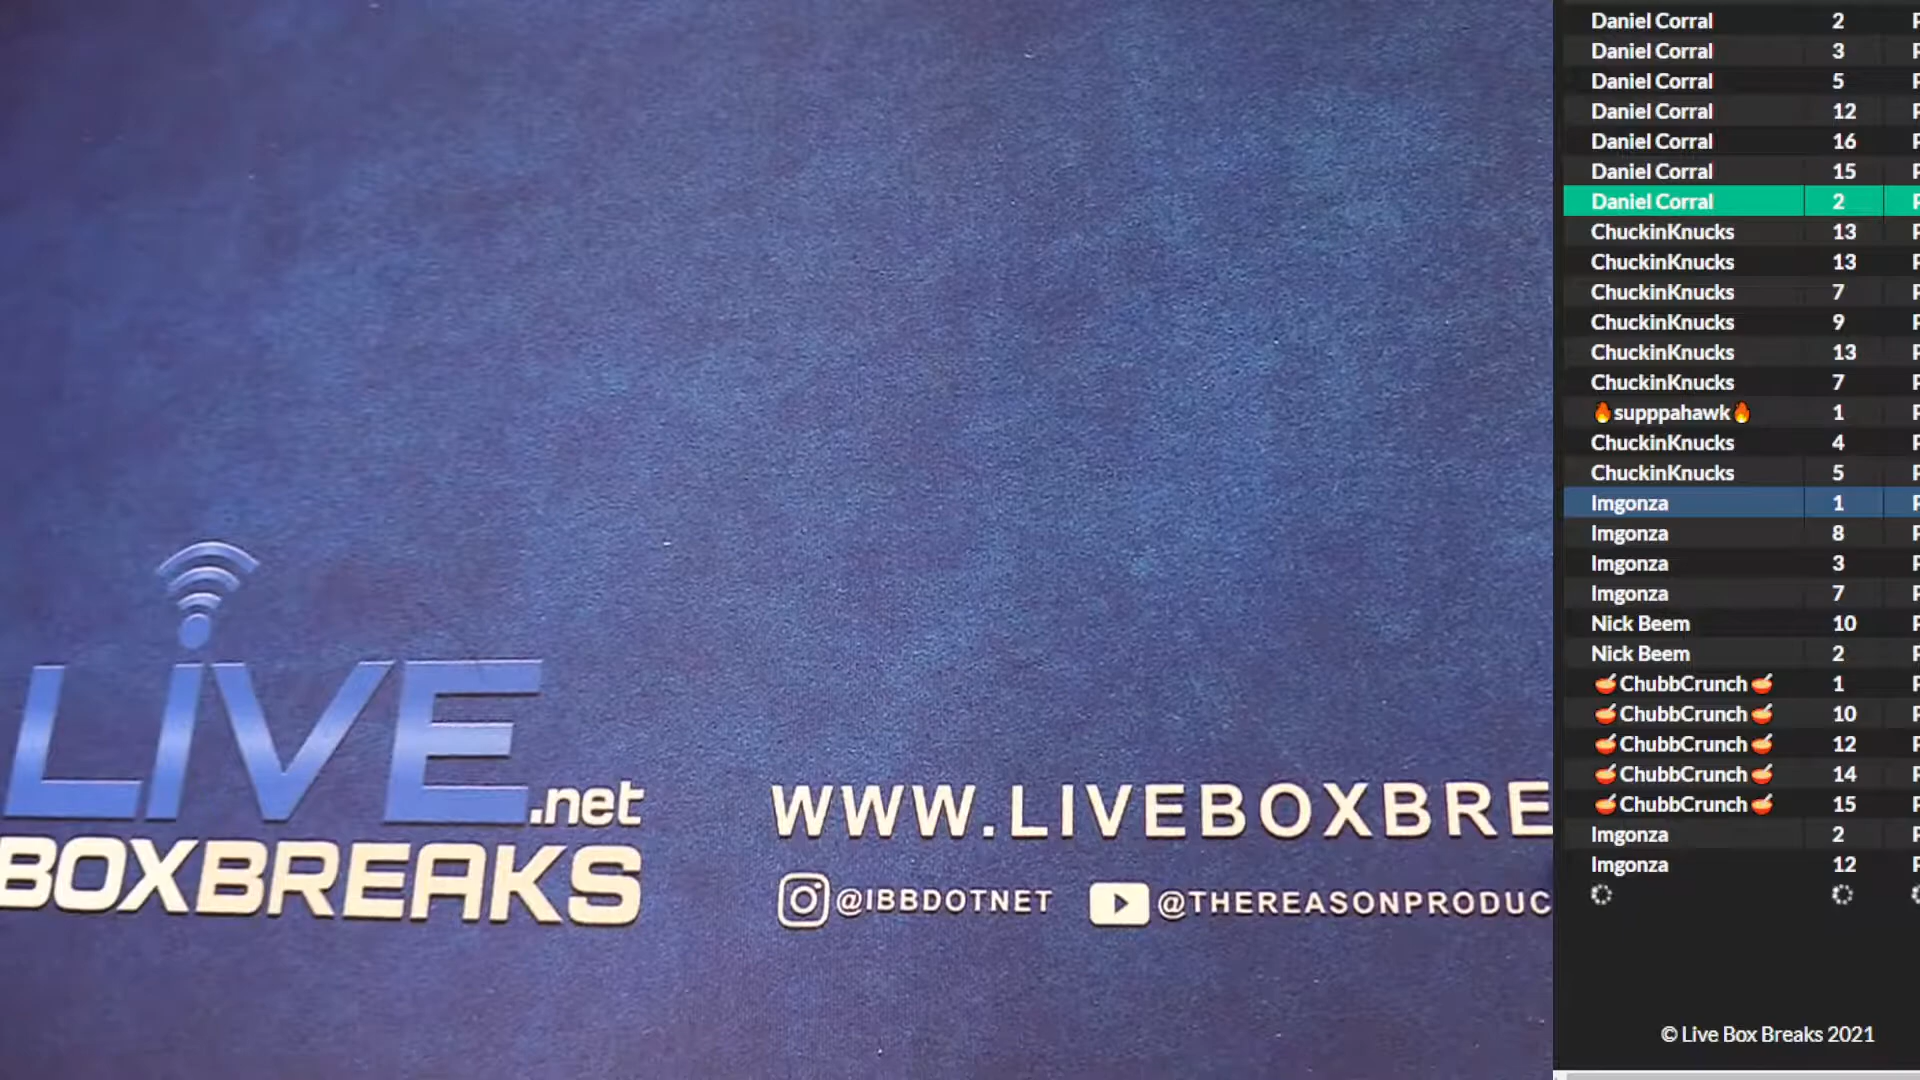 LIVE.net
BOXBREAKS
WWW.LIVEBOXBRE
@IBBDOTNET
@THEREASONPRODUC
Daniel Corral 2
Daniel Corral 3
Daniel Corral 5
Daniel Corral 12
Daniel Corral 16
Daniel Corral 15
Daniel Corral 2
ChuckinKnucks 13
ChuckinKnucks 13
ChuckinKnucks 7
ChuckinKnucks 9
ChuckinKnucks 13
ChuckinKnucks 7
🔥supppahawk🔥 1
ChuckinKnucks 4
ChuckinKnucks 5
Imgonza 1
Imgonza 8
Imgonza 3
Imgonza 7
Nick Beem 10
Nick Beem 2
🥣ChubbCrunch🥣 1
🥣ChubbCrunch🥣 10
🥣ChubbCrunch🥣 12
🥣ChubbCrunch🥣 14
🥣ChubbCrunch🥣 15
Imgonza 2
Imgonza 12
© Live Box Breaks 2021